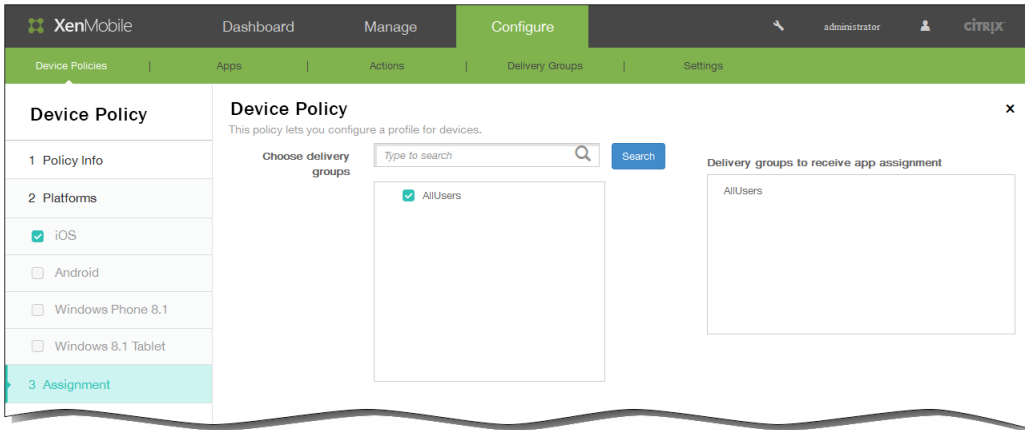 XenMobile Dashboard Manage Configure administrator CITRIX
Device Policies | Apps | Actions | Delivery Groups | Settings
Device Policy
1 Policy Info
2 Platforms
iOS
Android
Windows Phone 8.1
Windows 8.1 Tablet
3 Assignment
Device Policy
This policy lets you configure a profile for devices.
Choose delivery
groups
Type to search
Search
AllUsers
Delivery groups to receive app assignment
AllUsers